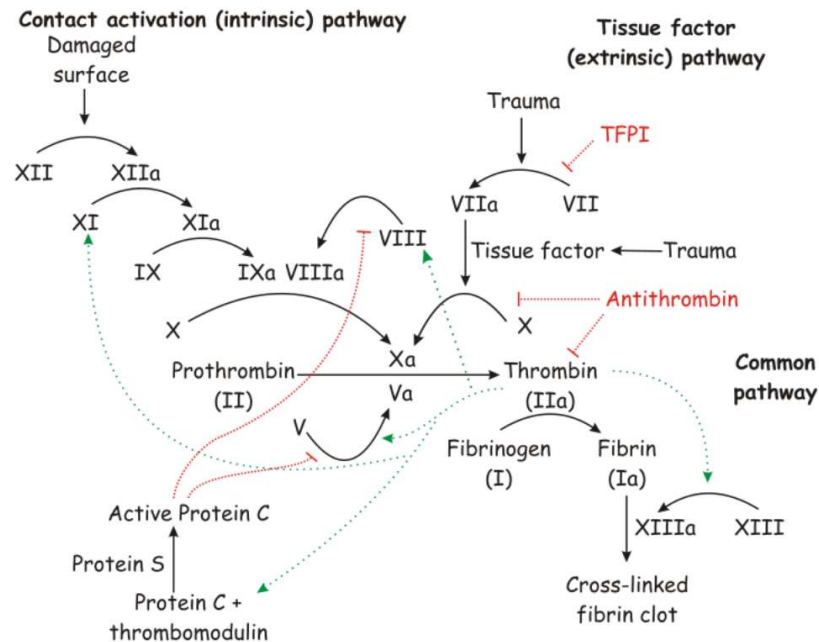 Contact activation (intrinsic) pathway
Damaged
surface
Tissue factor
(extrinsic) pathway
Trauma
TFPI
XII
XIIa
VIIa
VII
XI
XIa
VIII
Tissue factor
Trauma
IX
IXa
VIIIa
Antithrombin
X
X
Xa
Prothrombin
(II)
Thrombin
(IIa)
Common
pathway
Va
V
Fibrinogen
(I)
Fibrin
(Ia)
Active Protein C
XIIIa
XIII
Protein S
Protein C +
thrombomodulin
Cross-linked
fibrin clot